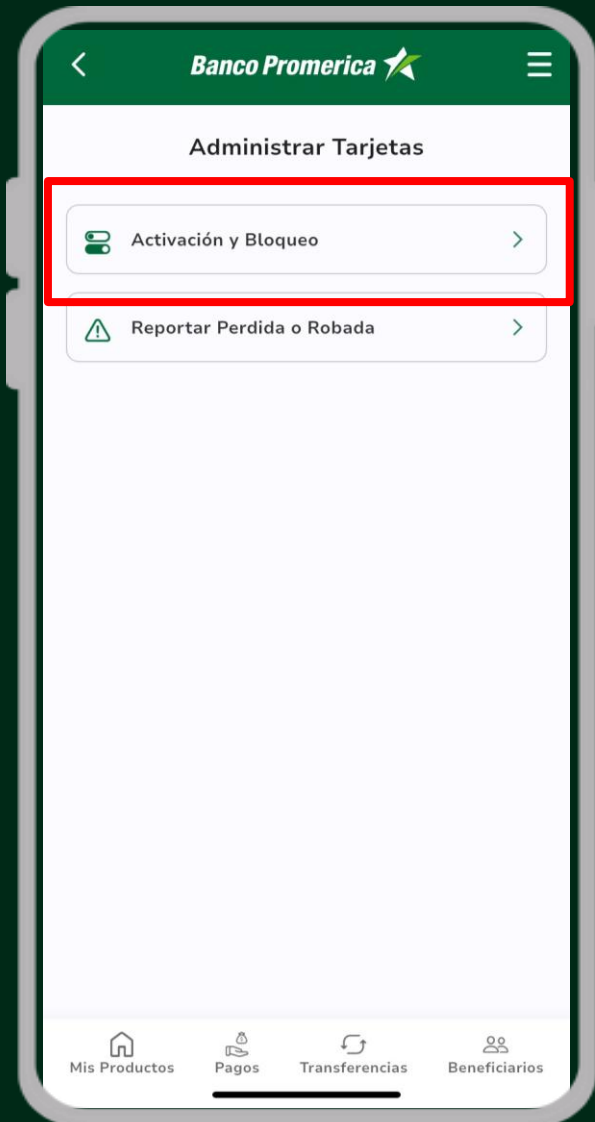 Banco Promerica
Administrar Tarjetas
Activación y Bloqueo
Reportar Perdida o Robada
Mis Productos
Pagos
Transferencias
Beneficiarios